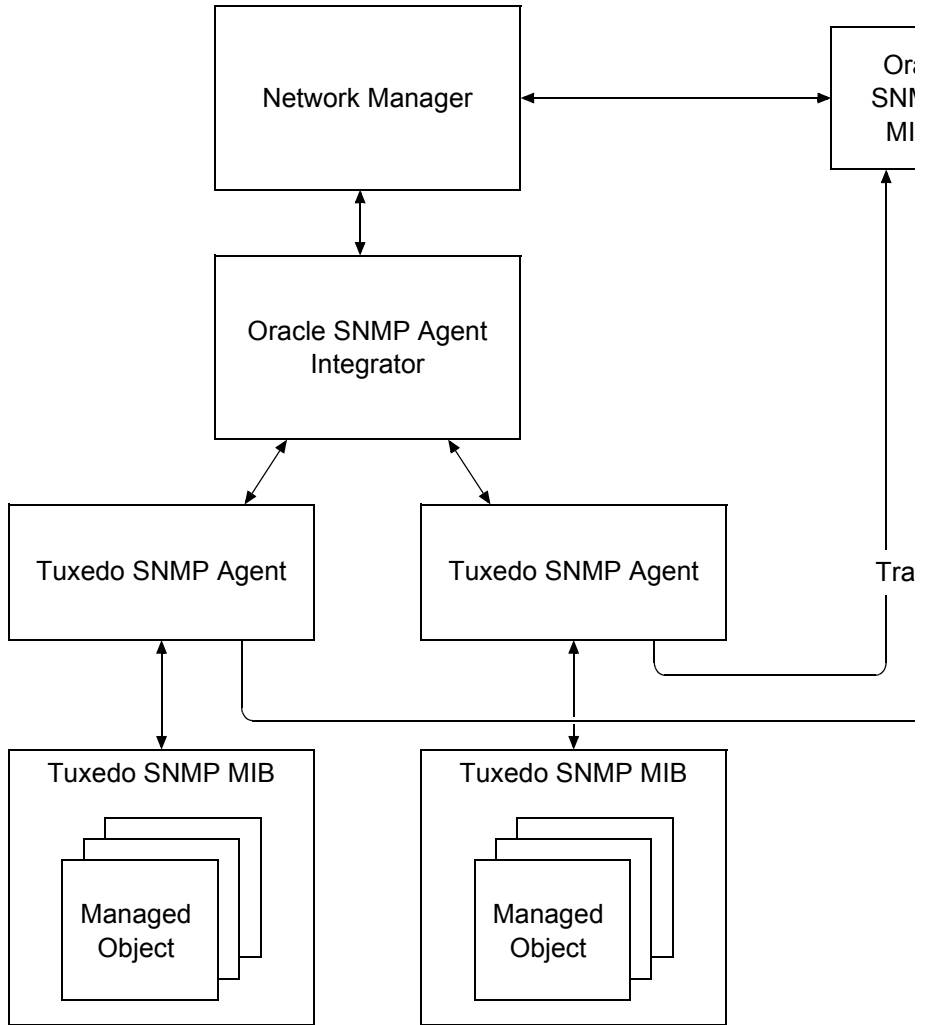 Network Manager
Oracle SNMP Agent
Integrator
Tuxedo SNMP Agent
Tuxedo SNMP Agent
Tuxedo SNMP MIB
Managed
Object
Tuxedo SNMP MIB
Managed
Object